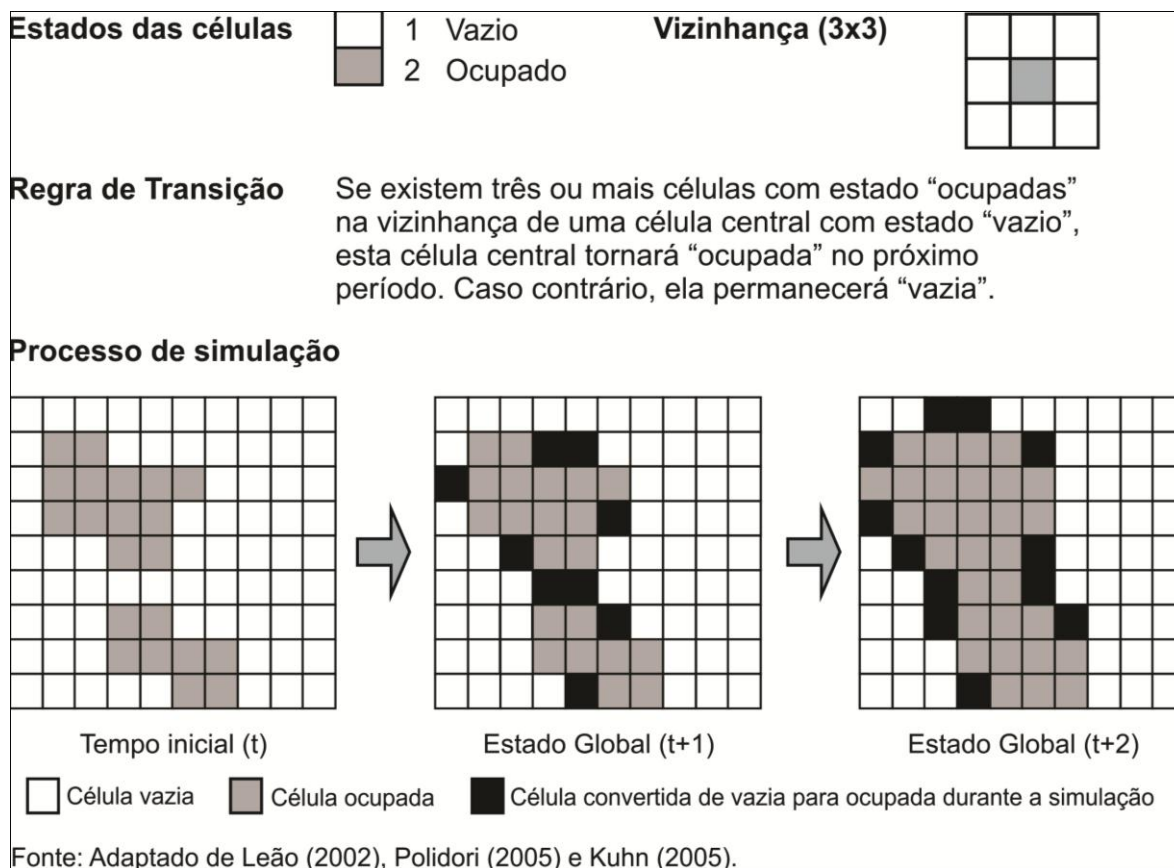 Estados das células
1 Vazio
2 Ocupado
Vizinhança (3x3)
Regra de Transição
Se existem três ou mais células com estado “ocupadas”
na vizinhança de uma célula central com estado “vazio”,
esta célula central tornará “ocupada” no próximo
período. Caso contrário, ela permanecerá “vazia”.
Processo de simulação
Tempo inicial (t)
Estado Global (t+1)
Estado Global (t+2)
Célula vazia
Célula ocupada
Célula convertida de vazia para ocupada durante a simulação
Fonte: Adaptado de Leão (2002), Polidori (2005) e Kuhn (2005).